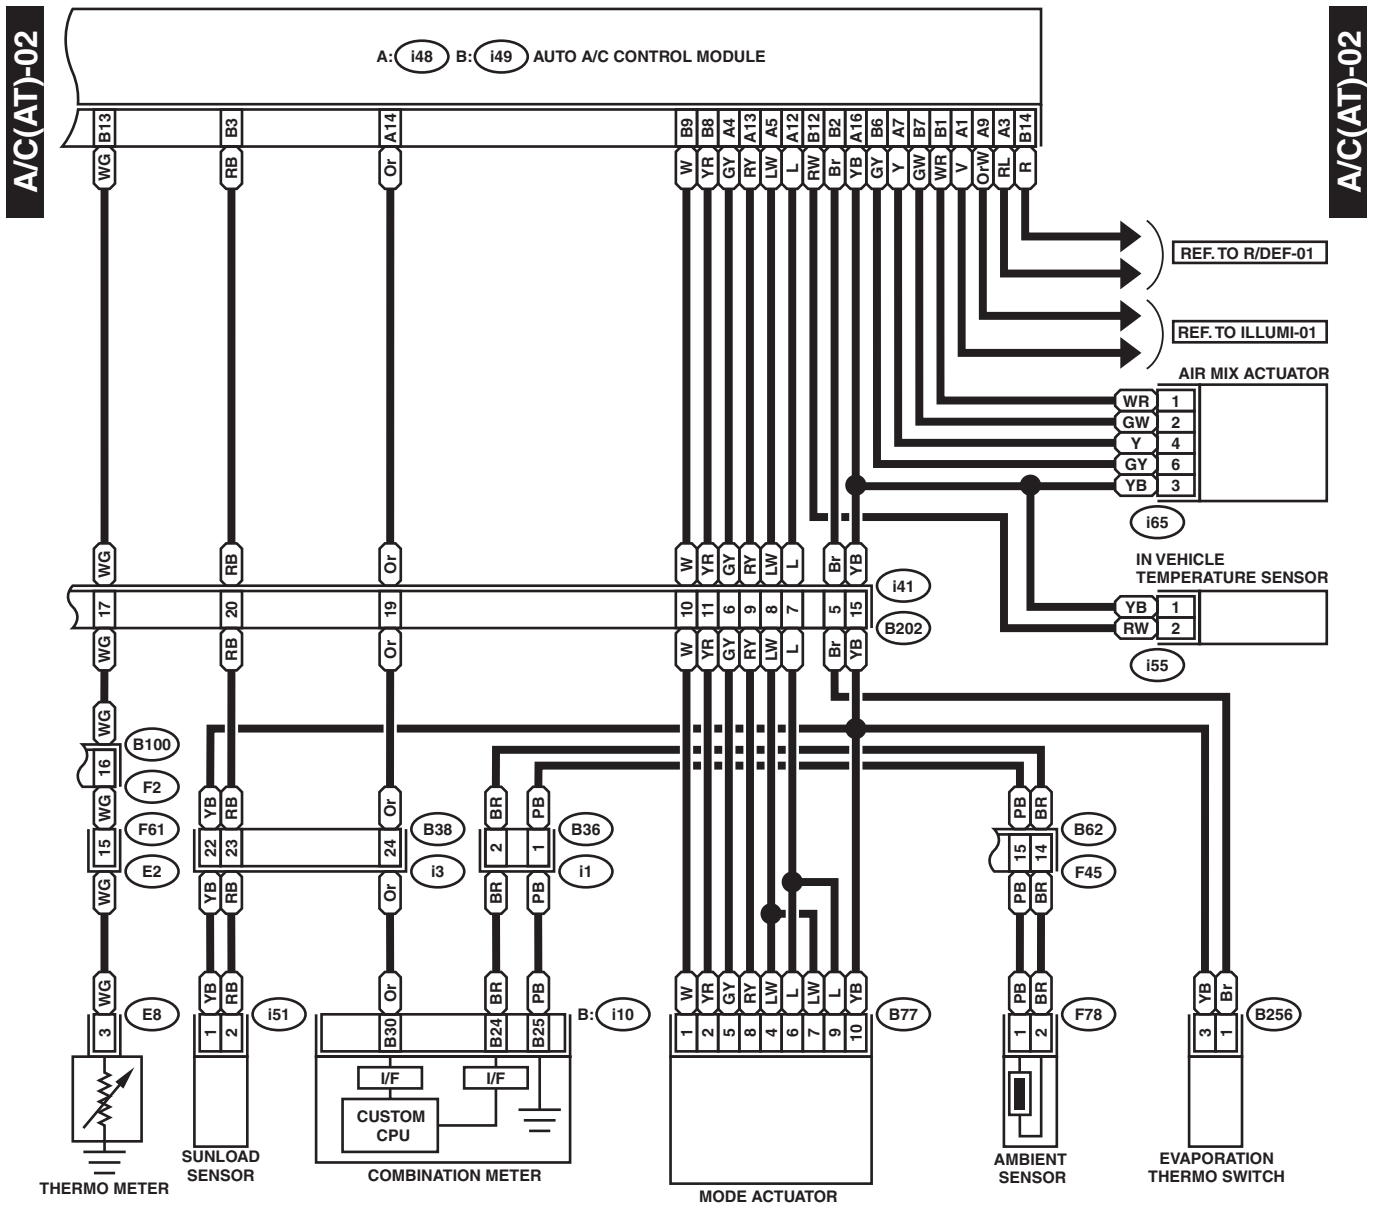 A/C(AT)-02
A/C(AT)-02
A: i48 B: i49 AUTO A/C CONTROL MODULE
B13 B3 A14 B9 B8 A4 A13 A5 A12 B12 B2 A16 B6 A7 B7 B1 A1 A9 A3 B14
WG RB Or W YR GY RY LW L RW Br YB GY Y GW WR V OrW RL R
REF. TO R/DEF-01
REF. TO ILLUMI-01
AIR MIX ACTUATOR
WR 1
GW 2
Y 4
GY 6
YB 3
i65
IN VEHICLE
TEMPERATURE SENSOR
YB 1
RW 2
i55
WG RB Or W YR GY RY LW L Br YB
i41
17 20 19 10 11 6 9 8 7 5 15
B202
WG RB Or W YR GY RY LW L Br YB
WG
B100
16
F2
WG YB RB Or BR PB PB BR
F61 B38 B36 B62
15 22 23 24 2 1 15 14
E2 i3 i1 F45
WG YB RB Or BR PB PB BR
WG YB RB Or BR PB W YR GY RY LW L LW L YB PB BR YB Br
E8 i51 B: i10 B77 F78 B256
3 1 2 B30 B24 B25 1 2 5 8 4 6 7 9 10 1 2 3 1
I/F I/F
CUSTOM
CPU
THERMO METER
SUNLOAD
SENSOR
COMBINATION METER
MODE ACTUATOR
AMBIENT
SENSOR
EVAPORATION
THERMO SWITCH